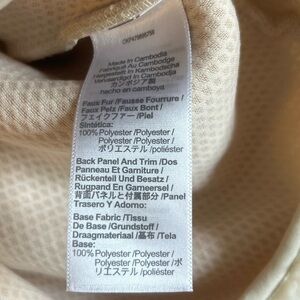 Made in Cambodia
Fabriqué Au Cambodge
Hergestellt in Kambodscha
Vervaardigd In Cambodja
カンボジア製
hecho en camboya
Faux Fur /Fausse Fourrure /
Faux Pelz /Faux Bont /
フェイクファー /Piel
Sintética:
100% Polyester /Polyester /
Polyester /Polyester /
ポリエステル /poliéster
Back Panel And Trim /Dos
Panneau Et Garniture /
Rückenteil Und Besatz /
Rugpand En Garneersel /
背面パネルと付属部分 /Panel
Trasero Y Adorno:
Base Fabric /Tissu
De Base /Grundstoff /
Draagmateriaal /基布 /Tela
Base:
100% Polyester /Polyester /
Polyester /Polyester /
ポリエステル /poliéster